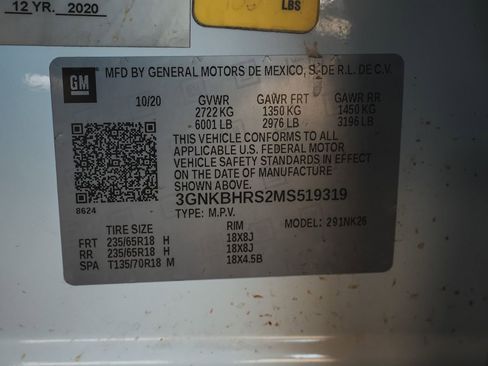 12 YR. 2020
LBS
GM
MFD BY GENERAL MOTORS DE MEXICO, S. DE R.L. DE C.V.
10/20 GVWR GAWR FRT GAWR RR
2722 KG 1350 KG 1450 KG
6001 LB 2976 LB 3196 LB
THIS VEHICLE CONFORMS TO ALL
APPLICABLE U.S. FEDERAL MOTOR
VEHICLE SAFETY STANDARDS IN EFFECT
ON THE DATE OF MANUFACTURE
SHOWN ABOVE.
8624 3GNKBHRS2MS519319
TYPE: M.P.V.
TIRE SIZE RIM MODEL: 291NK26
FRT 235/65R18 H 18X8J
RR 235/65R18 H 18X8J
SPA T135/70R18 M 18X4.5B